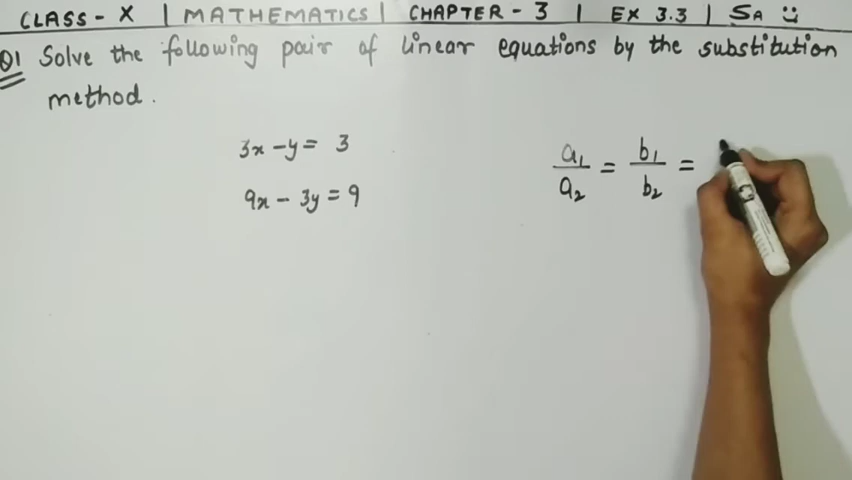 CLASS - X | MATHEMATICS | CHAPTER - 3 | EX 3.3 | SA
Q1 Solve the following pair of linear equations by the substitution
method.
3x - y = 3
9x - 3y = 9
a₁/a₂ = b₁/b₂ =